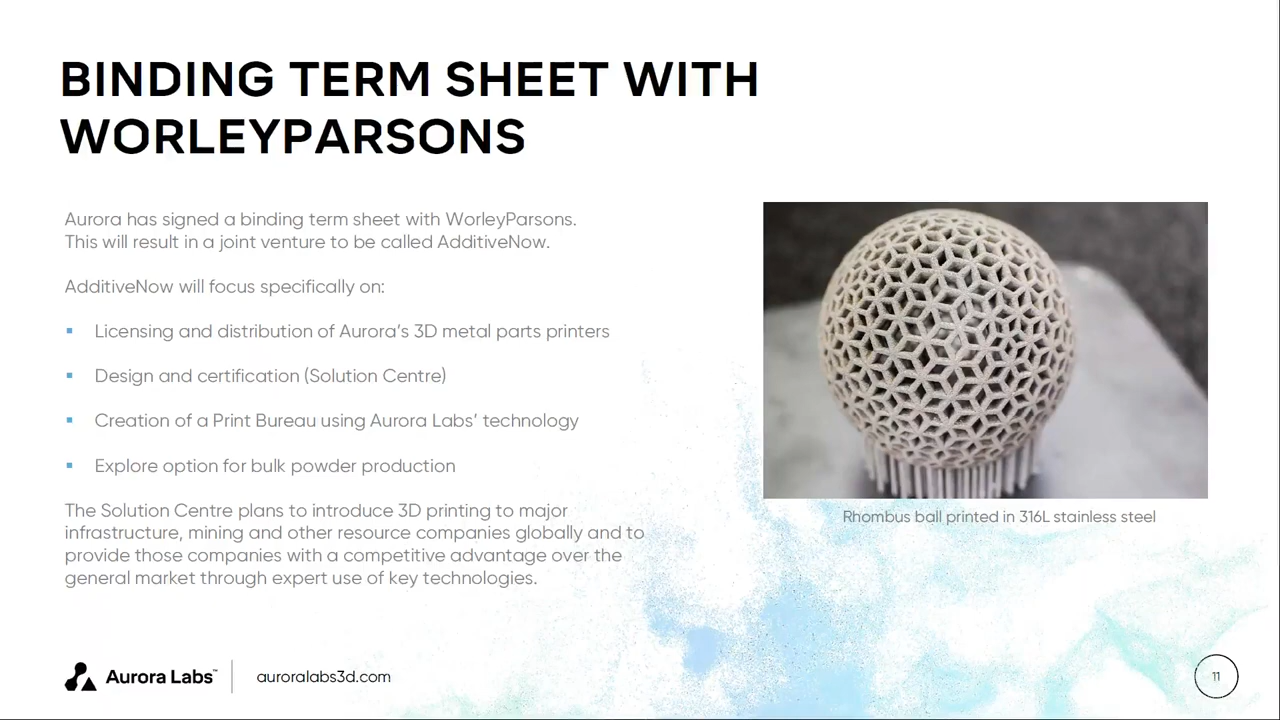 BINDING TERM SHEET WITH
WORLEYPARSONS
Aurora has signed a binding term sheet with WorleyParsons.
This will result in a joint venture to be called AdditiveNow.
AdditiveNow will focus specifically on:
▪ Licensing and distribution of Aurora’s 3D metal parts printers
▪ Design and certification (Solution Centre)
▪ Creation of a Print Bureau using Aurora Labs’ technology
▪ Explore option for bulk powder production
The Solution Centre plans to introduce 3D printing to major
infrastructure, mining and other resource companies globally and to
provide those companies with a competitive advantage over the
general market through expert use of key technologies.
Rhombus ball printed in 316L stainless steel
Aurora Labs™
auroralabs3d.com
11